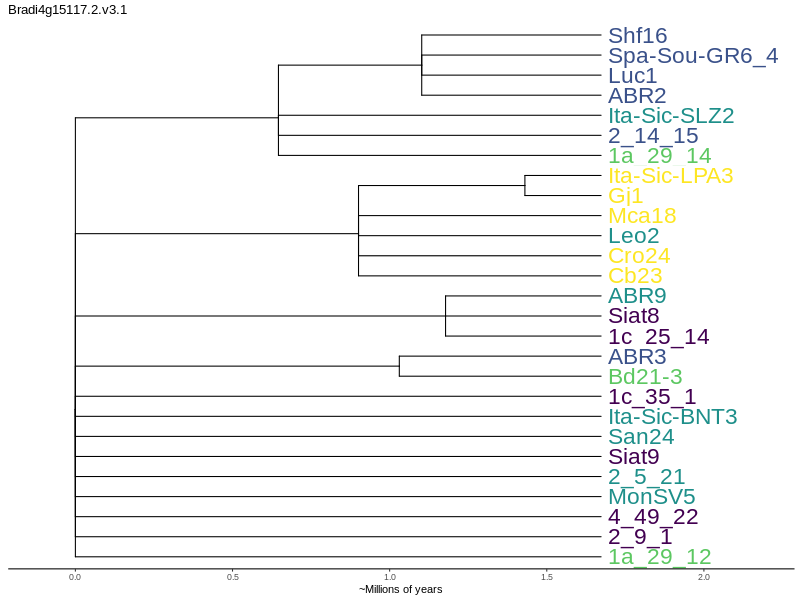 Bradi4g15117.2.v3.1
Shf16
Spa-Sou-GR6_4
Luc1
ABR2
Ita-Sic-SLZ2
2_14_15
1a_29_14
Ita-Sic-LPA3
Gj1
Mca18
Leo2
Cro24
Cb23
ABR9
Siat8
1c_25_14
ABR3
Bd21-3
1c_35_1
Ita-Sic-BNT3
San24
Siat9
2_5_21
MonSV5
4_49_22
2_9_1
1a_29_12
0.0 0.5 1.0 1.5 2.0
~Millions of years